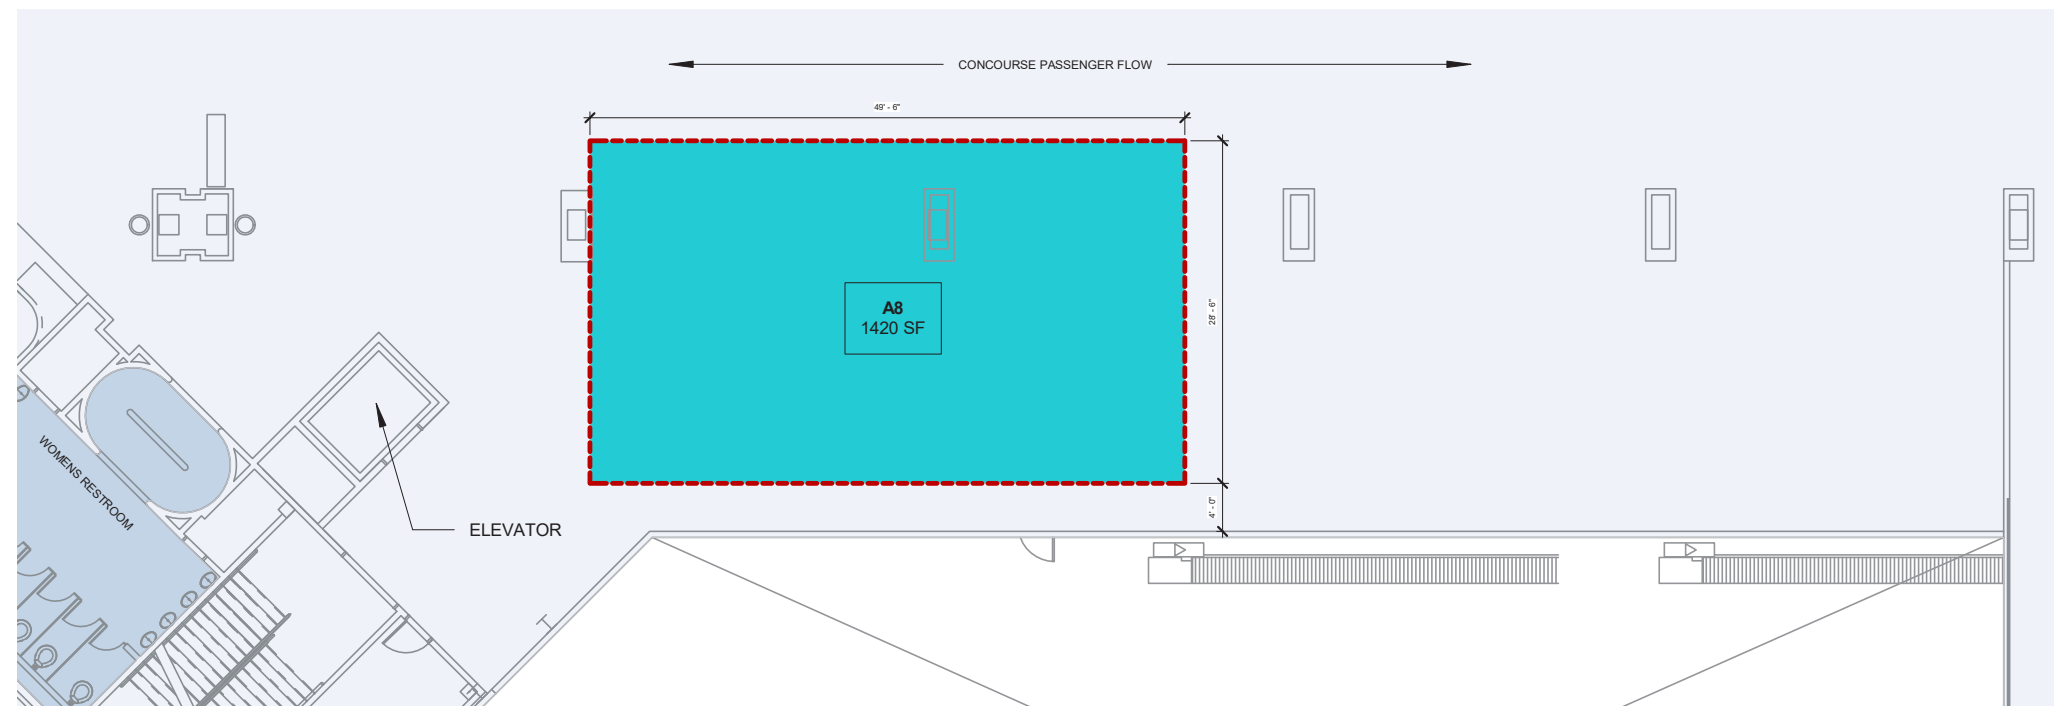 CONCOURSE PASSENGER FLOW
49' - 6"
28' - 6"
A8
1420 SF
4' - 0"
ELEVATOR
WOMENS RESTROOM